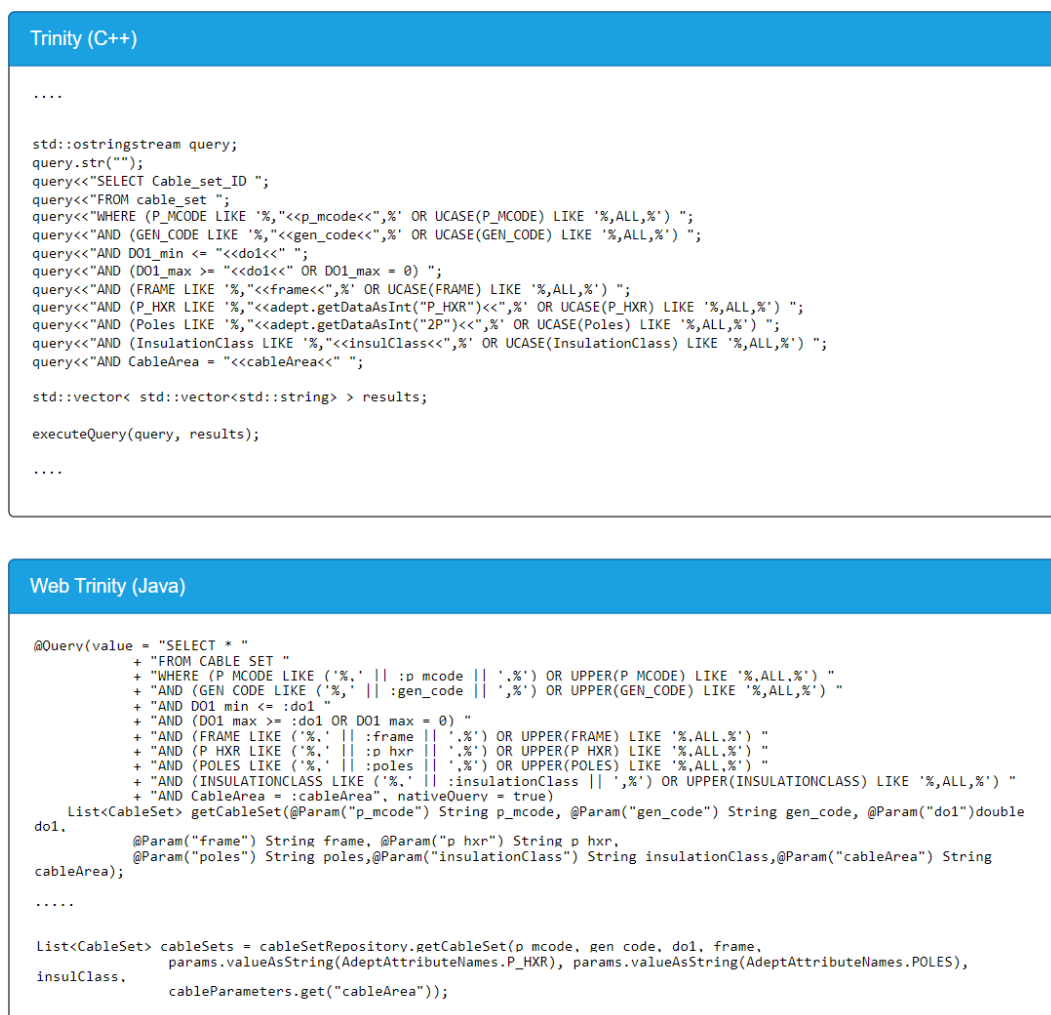 Trinity (C++)
....
std::ostringstream query;
query.str("");
query<<"SELECT Cable_set_ID ";
query<<"FROM cable_set ";
query<<"WHERE (P_MCODE LIKE '%,"<<p_mcode<<",%' OR UCASE(P_MCODE) LIKE '%,ALL,%') ";
query<<"AND (GEN_CODE LIKE '%,"<<gen_code<<",%' OR UCASE(GEN_CODE) LIKE '%,ALL,%') ";
query<<"AND DO1_min <= "<<do1<<" ";
query<<"AND (DO1_max >= "<<do1<<" OR DO1_max = 0) ";
query<<"AND (FRAME LIKE '%,"<<frame<<",%' OR UCASE(FRAME) LIKE '%,ALL,%') ";
query<<"AND (P_HXR LIKE '%,"<<adept.getDataAsInt("P_HXR")<<",%' OR UCASE(P_HXR) LIKE '%,ALL,%') ";
query<<"AND (Poles LIKE '%,"<<adept.getDataAsInt("2P")<<",%' OR UCASE(Poles) LIKE '%,ALL,%') ";
query<<"AND (InsulationClass LIKE '%,"<<insulClass<<",%' OR UCASE(InsulationClass) LIKE '%,ALL,%') ";
query<<"AND CableArea = "<<cableArea<<" ";
std::vector< std::vector<std::string> > results;
executeQuery(query, results);
....
Web Trinity (Java)
@Query(value = "SELECT * "
+ "FROM CABLE_SET "
+ "WHERE (P_MCODE LIKE ('%,' || :p_mcode || ',%') OR UPPER(P_MCODE) LIKE '%,ALL,%') "
+ "AND (GEN_CODE LIKE ('%,' || :gen_code || ',%') OR UPPER(GEN_CODE) LIKE '%,ALL,%') "
+ "AND DO1_min <= :do1 "
+ "AND (DO1_max >= :do1 OR DO1_max = 0) "
+ "AND (FRAME LIKE ('%,' || :frame || ',%') OR UPPER(FRAME) LIKE '%,ALL,%') "
+ "AND (P_HXR LIKE ('%,' || :p_hxr || ',%') OR UPPER(P_HXR) LIKE '%,ALL,%') "
+ "AND (POLES LIKE ('%,' || :poles || ',%') OR UPPER(POLES) LIKE '%,ALL,%') "
+ "AND (INSULATIONCLASS LIKE ('%,' || :insulationClass || ',%') OR UPPER(INSULATIONCLASS) LIKE '%,ALL,%') "
+ "AND CableArea = :cableArea", nativeQuery = true)
List<CableSet> getCableSet(@Param("p_mcode") String p_mcode, @Param("gen_code") String gen_code, @Param("do1")double
do1,
@Param("frame") String frame, @Param("p_hxr") String p_hxr,
@Param("poles") String poles,@Param("insulationClass") String insulationClass,@Param("cableArea") String
cableArea);
.....
List<CableSet> cableSets = cableSetRepository.getCableSet(p_mcode, gen_code, do1, frame,
params.valueAsString(AdeptAttributeNames.P_HXR), params.valueAsString(AdeptAttributeNames.POLES),
insulClass,
cableParameters.get("cableArea"));